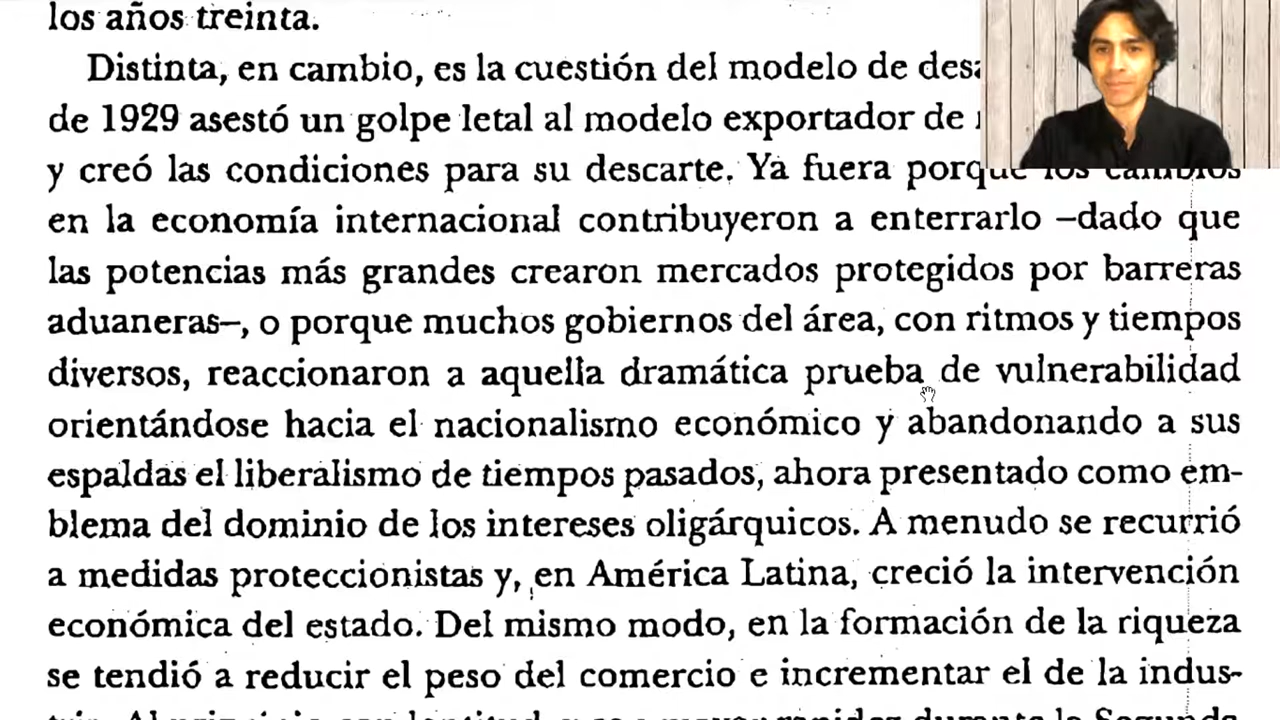 los años treinta.
Distinta, en cambio, es la cuestión del modelo de
de 1929 asestó un golpe letal al modelo exportador de
y creó las condiciones para su descarte. Ya fuera porque los cambios
en la economía internacional contribuyeron a enterrarlo –dado que
las potencias más grandes crearon mercados protegidos por barreras
aduaneras–, o porque muchos gobiernos del área, con ritmos y tiempos
diversos, reaccionaron a aquella dramática prueba de vulnerabilidad
orientándose hacia el nacionalismo económico y abandonando a sus
espaldas el liberalismo de tiempos pasados, ahora presentado como em-
blema del dominio de los intereses oligárquicos. A menudo se recurrió
a medidas proteccionistas y, en América Latina, creció la intervención
económica del estado. Del mismo modo, en la formación de la riqueza
se tendió a reducir el peso del comercio e incrementar el de la indus-